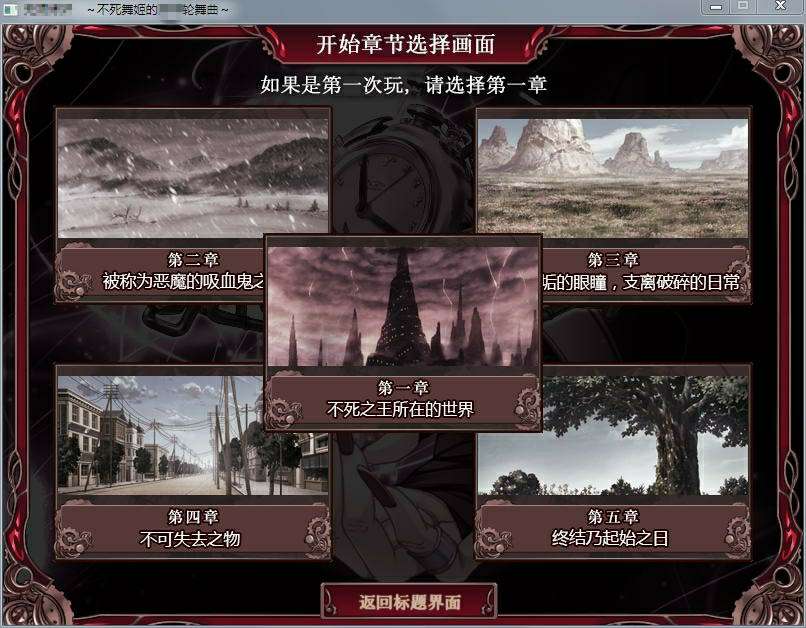 ~不死舞姬的
轮舞曲~
开始章节选择画面
如果是第一次玩，请选择第一章
第二章
被称为恶魔的吸血鬼之
第三章
垢的眼瞳，支离破碎的日常
第一章
不死之王所在的世界
第四章
不可失去之物
第五章
终结乃起始之日
返回标题界面